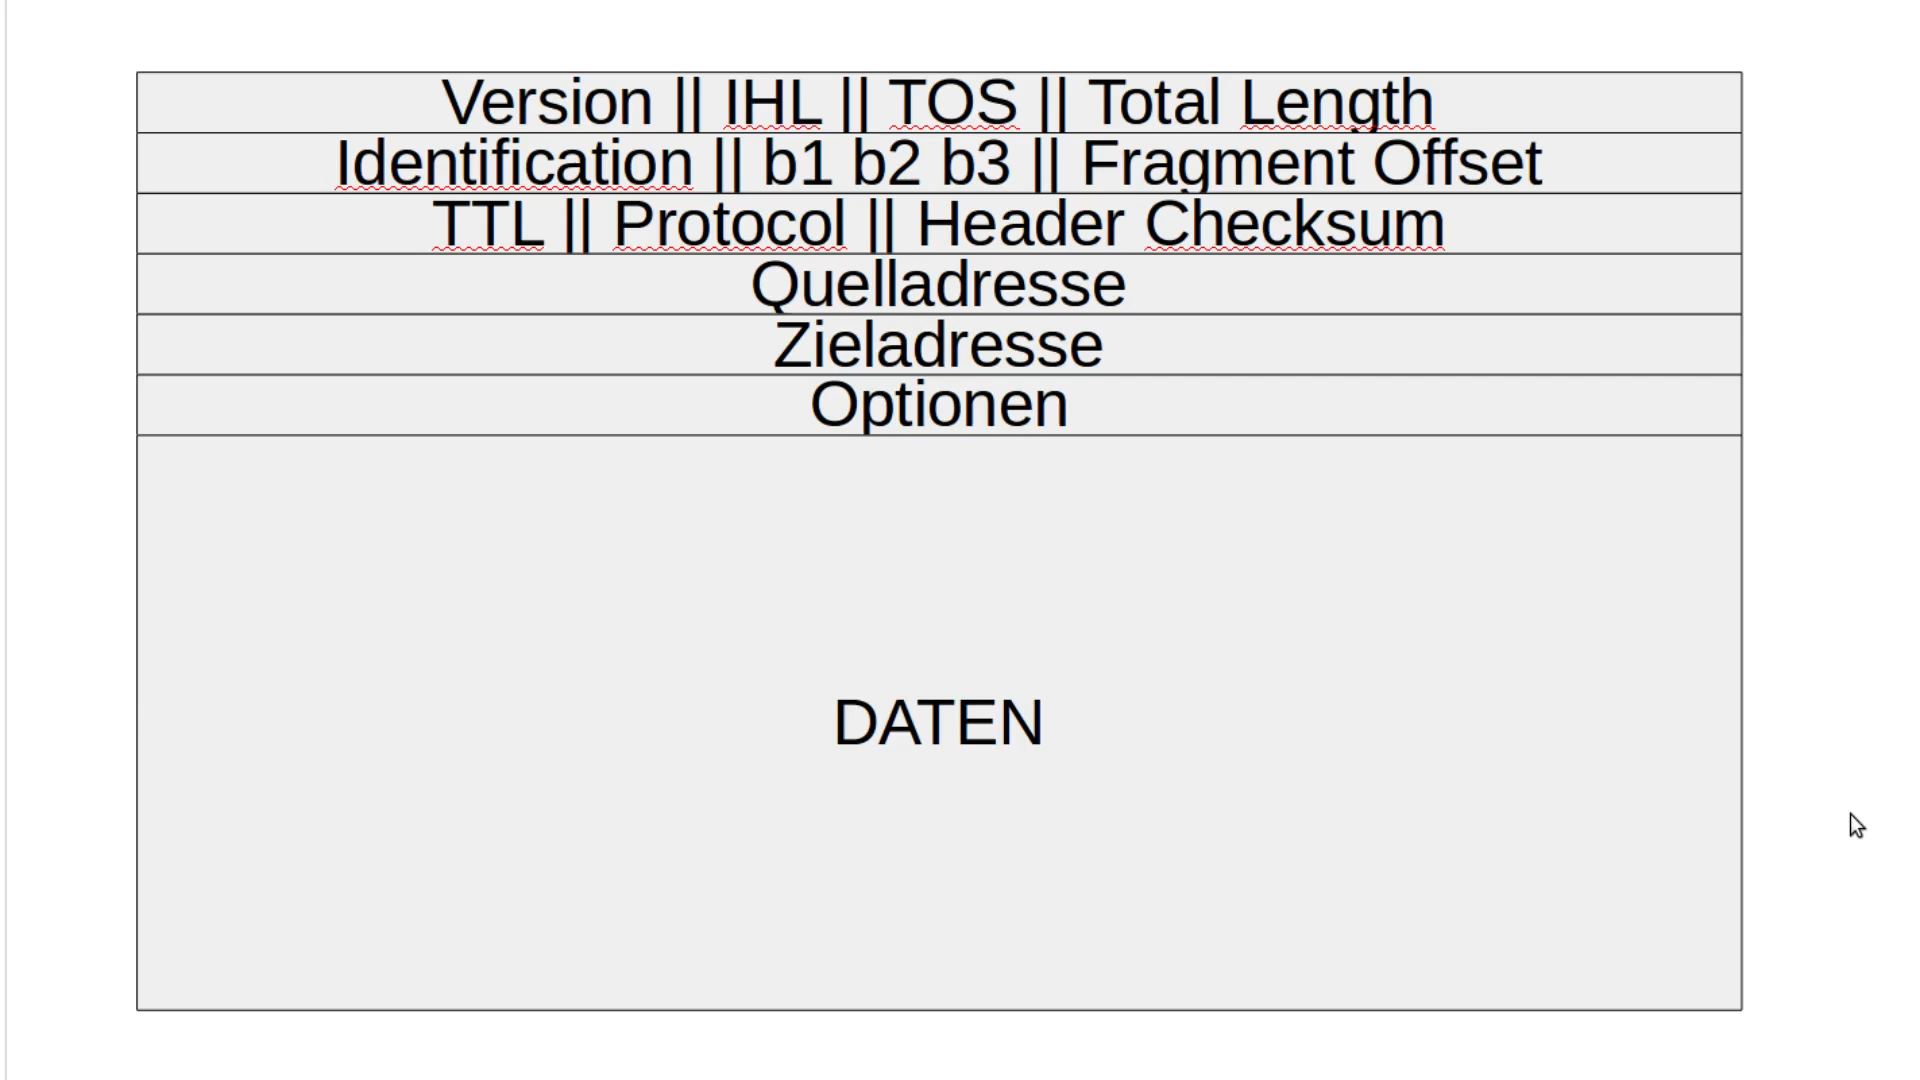 Version || IHL || TOS || Total Length
Identification || b1 b2 b3 || Fragment Offset
TTL || Protocol || Header Checksum
Quelladresse
Zieladresse
Optionen
DATEN